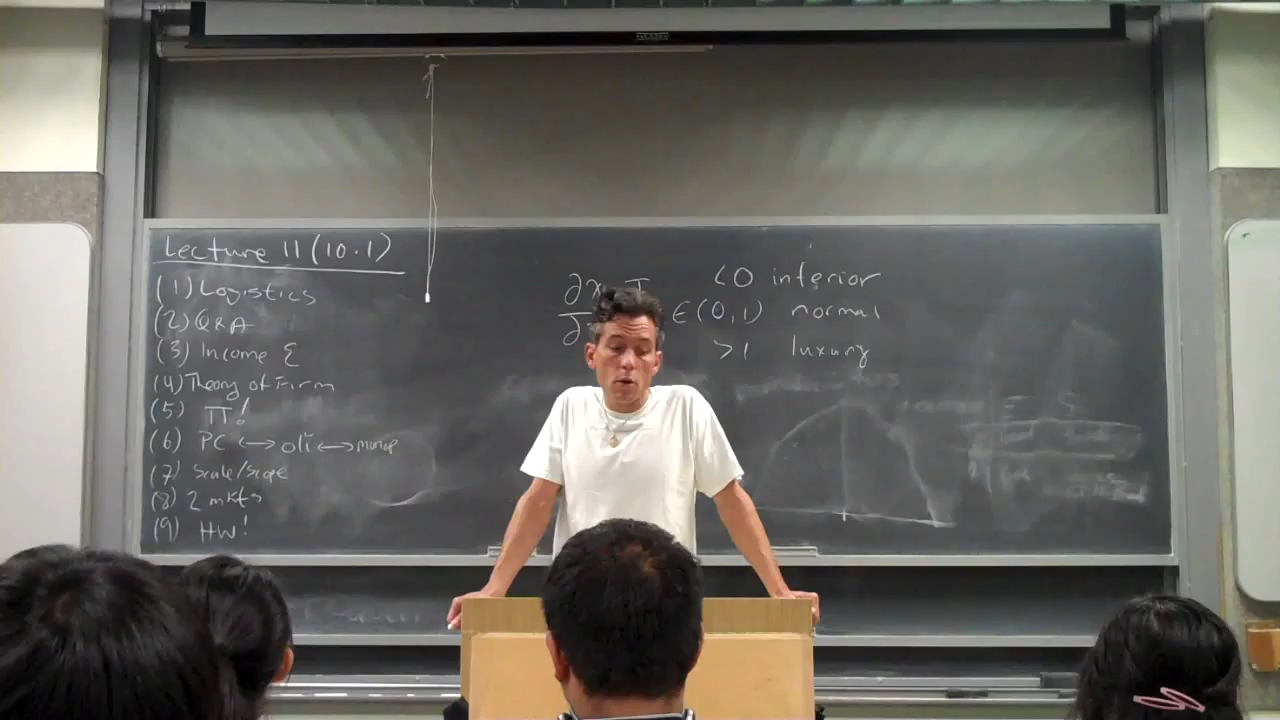 Lecture 11 (10.1)
(1) Logistics
(2) Q&A
(3) Income Σ
(4) Theory of Firm
(5) π!
(6) PC ↔ oli ↔ monop
(7) Scale/Scope
(8) 2 mkts
(9) HW!
<0 inferior
∈(0,1) normal
>1 luxury